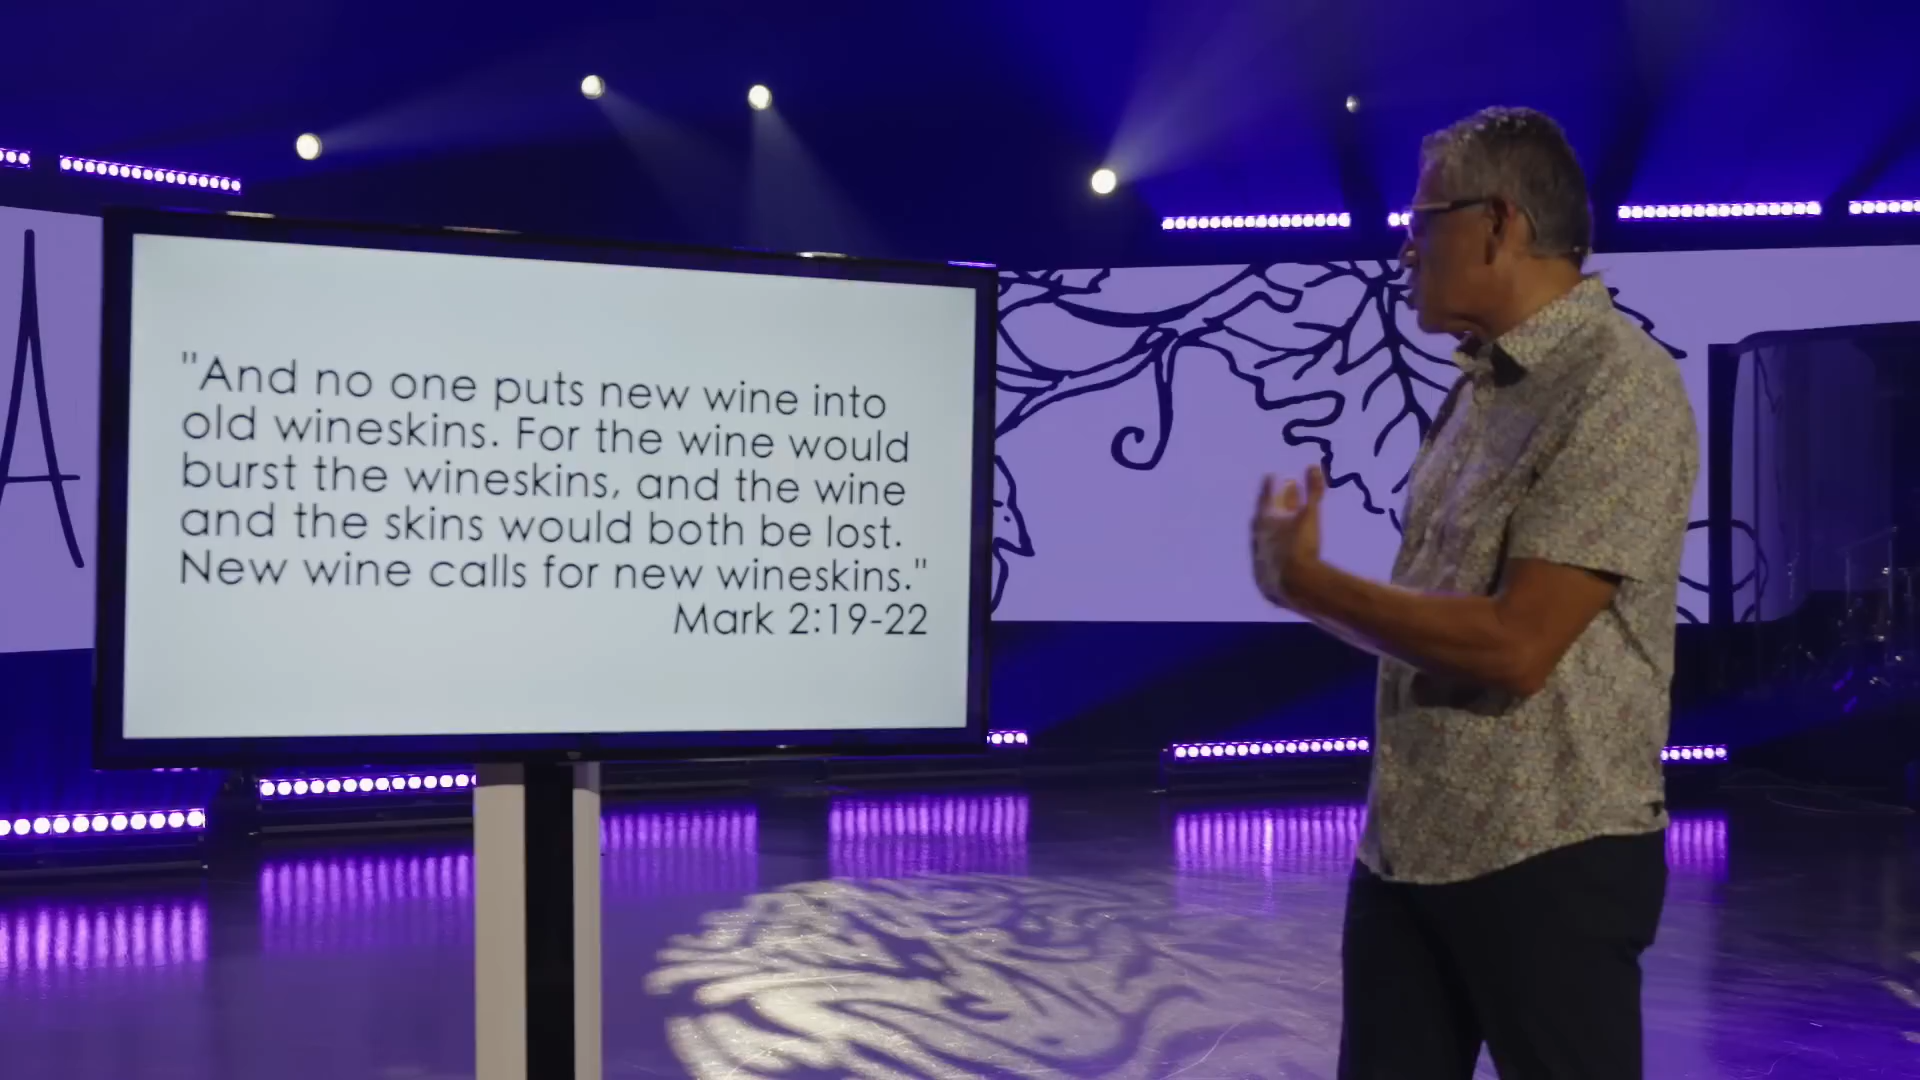 A
"And no one puts new wine into
old wineskins. For the wine would
burst the wineskins, and the wine
and the skins would both be lost.
New wine calls for new wineskins."
Mark 2:19-22